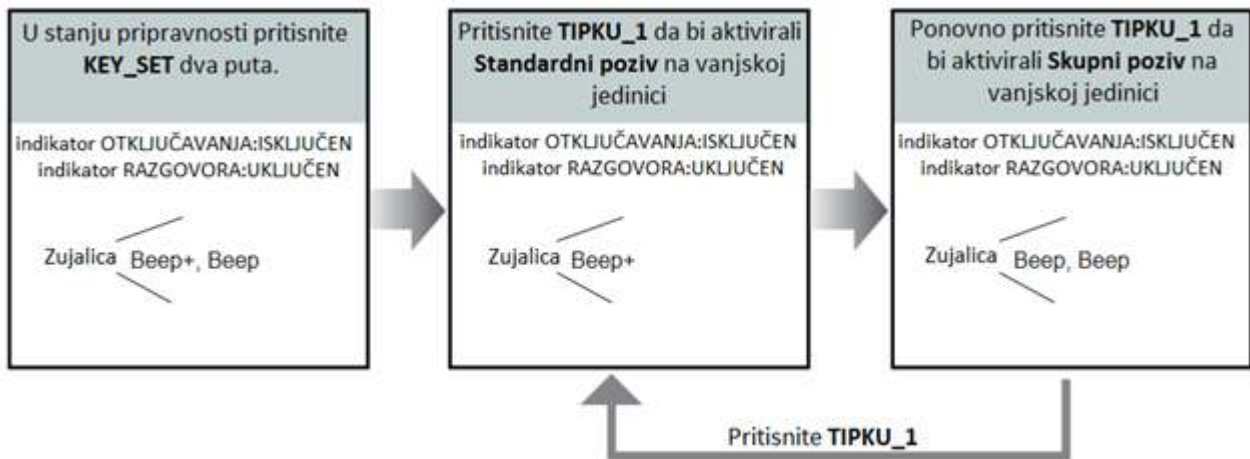 U stanju pripravnosti pritisnite
KEY_SET dva puta.
indikator OTKLJUČAVANJA:ISKLJUČEN
indikator RAZGOVORA:UKLJUČEN
Zujalica Beep+, Beep
Pritisnite TIPKU_1 da bi aktivirali
Standardni poziv na vanjskoj
jedinici
indikator OTKLJUČAVANJA:ISKLJUČEN
indikator RAZGOVORA:UKLJUČEN
Zujalica Beep+
Ponovno pritisnite TIPKU_1 da
bi aktivirali Skupni poziv na
vanjskoj jedinici
indikator OTKLJUČAVANJA:ISKLJUČEN
indikator RAZGOVORA:UKLJUČEN
Zujalica Beep, Beep
Pritisnite TIPKU_1